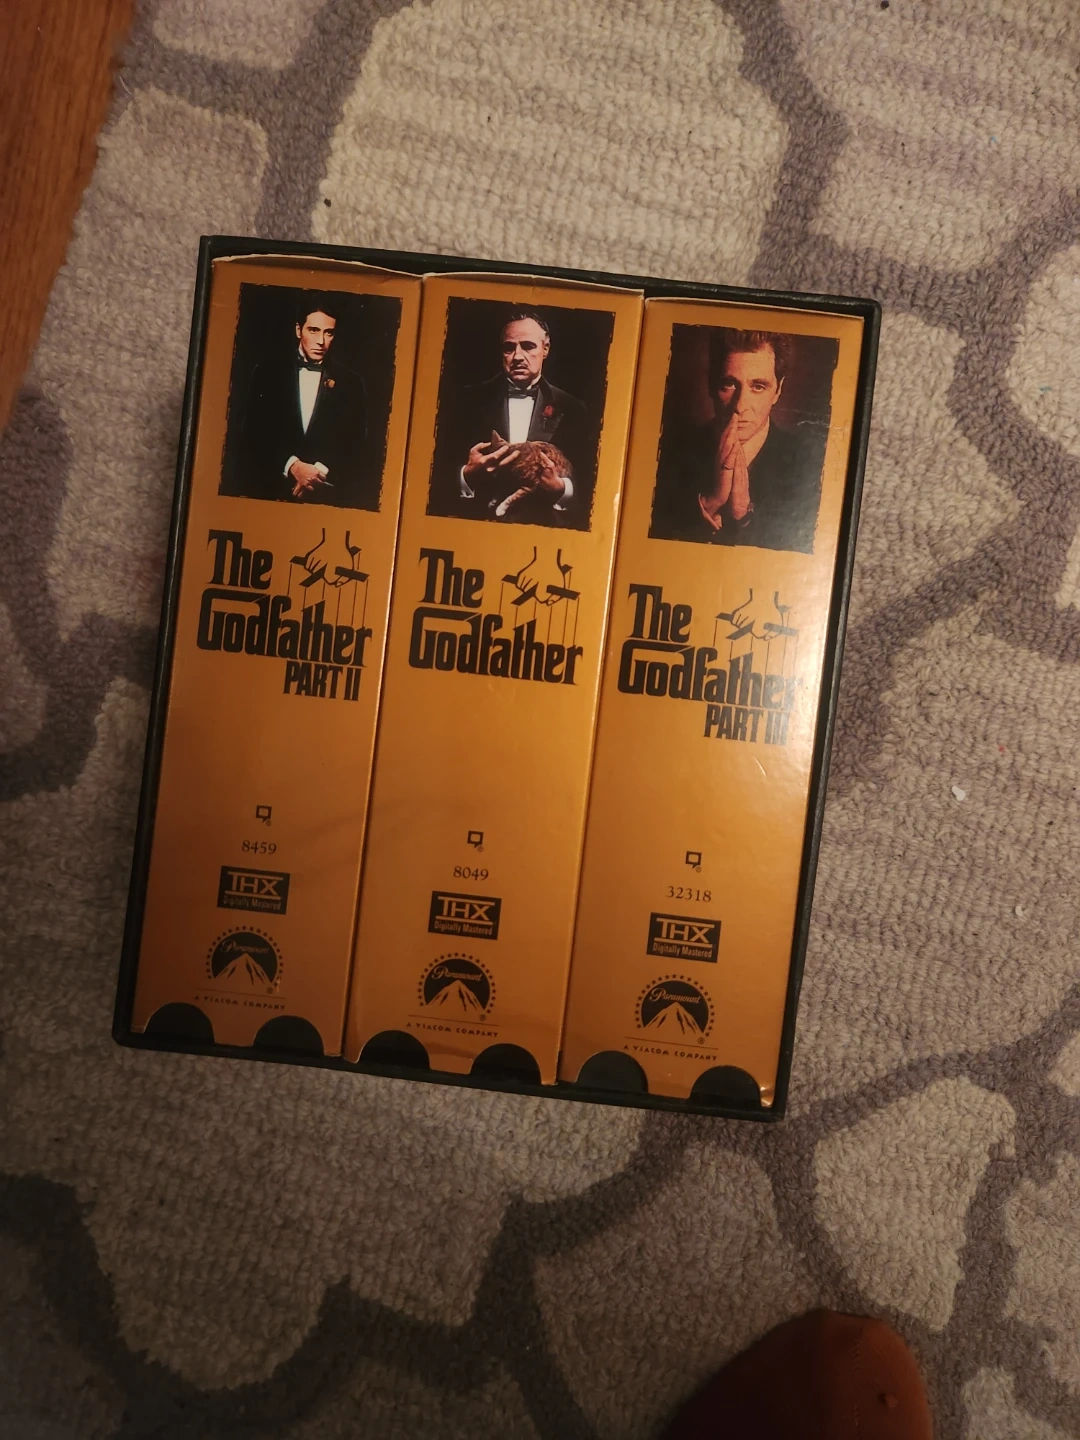 The
Godfather
PART II
8459
THX
Digitally Mastered
Paramount
®
A VIACOM COMPANY
The
Godfather
8049
THX
Digitally Mastered
Paramount
®
A VIACOM COMPANY
The
Godfather
PART III
32318
THX
Digitally Mastered
Paramount
®
A VIACOM COMPANY